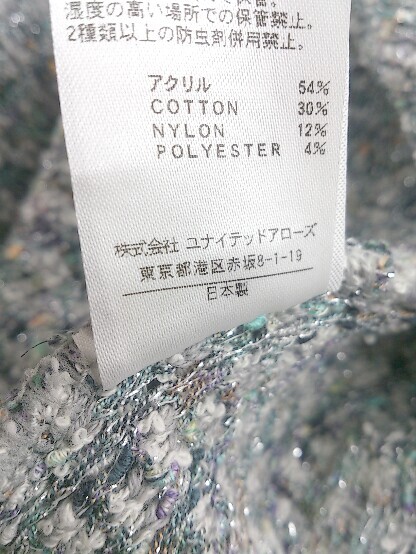 湿度の高い場所での保管禁止。
2種類以上の防虫剤併用禁止。
アクリル 54%
COTTON 30%
NYLON 12%
POLYESTER 4%
株式会社 ユナイテッドアローズ
東京都港区赤坂8-1-19
日本製